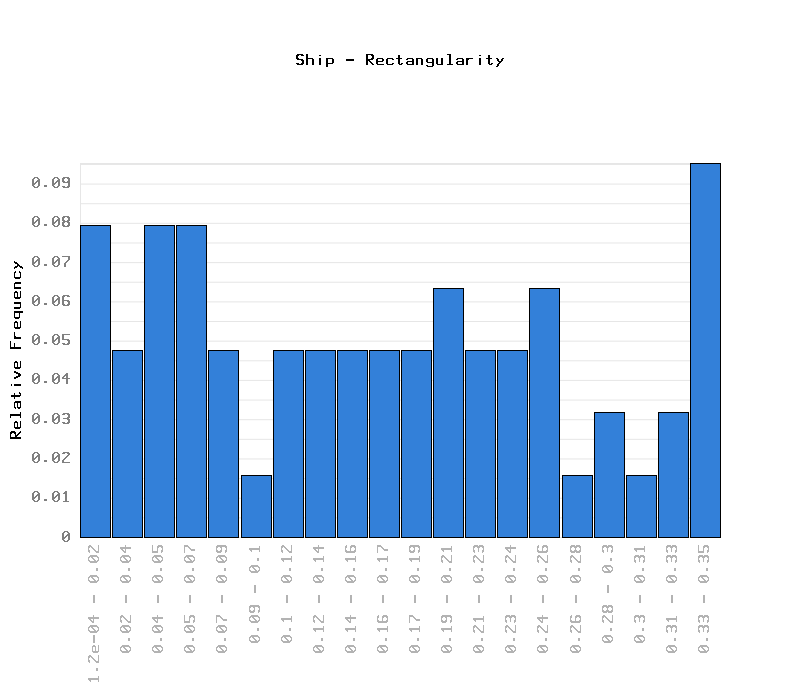 Ship - Rectangularity
Relative Frequency
0.09
0.08
0.07
0.06
0.05
0.04
0.03
0.02
0.01
0
1.2e-04 - 0.02
0.02 - 0.04
0.04 - 0.05
0.05 - 0.07
0.07 - 0.09
0.09 - 0.1
0.1 - 0.12
0.12 - 0.14
0.14 - 0.16
0.16 - 0.17
0.17 - 0.19
0.19 - 0.21
0.21 - 0.23
0.23 - 0.24
0.24 - 0.26
0.26 - 0.28
0.28 - 0.3
0.3 - 0.31
0.31 - 0.33
0.33 - 0.35